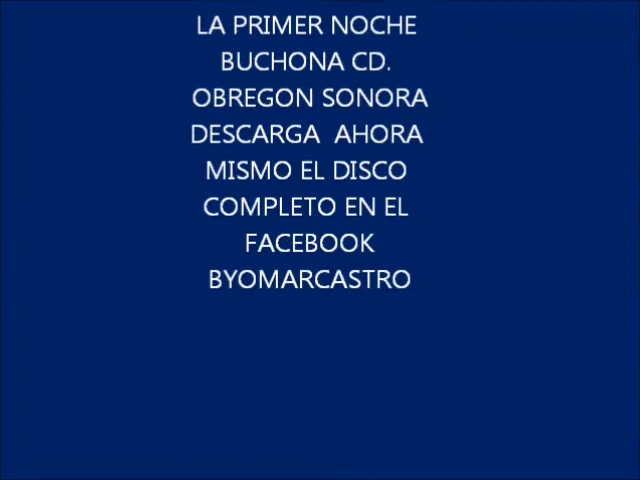 LA PRIMER NOCHE
BUCHONA CD.
OBREGON SONORA
DESCARGA  AHORA
MISMO EL DISCO
COMPLETO EN EL
FACEBOOK
BYOMARCASTRO